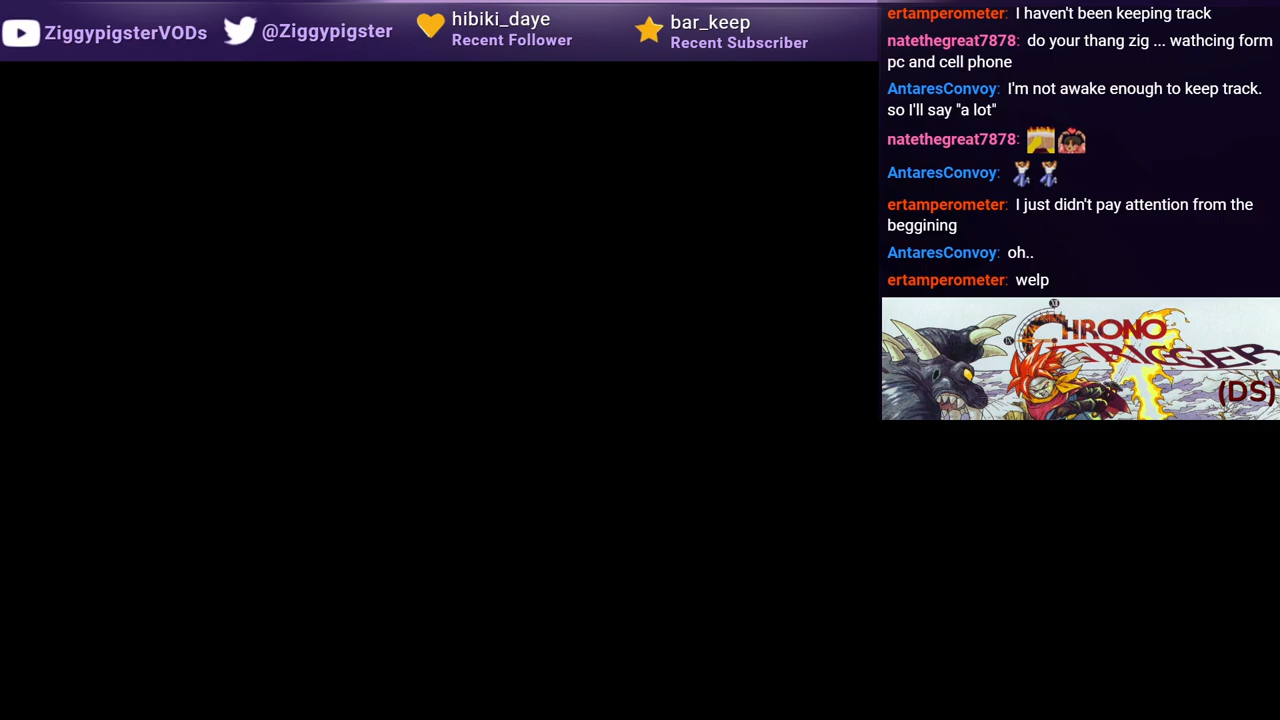 ZiggypigsterVODs
@Ziggypigster
hibiki_daye
Recent Follower
bar_keep
Recent Subscriber
ertamperometer: I haven't been keeping track
natethegreat7878: do your thang zig ... wathcing form
pc and cell phone
AntaresConvoy: I'm not awake enough to keep track.
so I'll say "a lot"
natethegreat7878:
AntaresConvoy:
ertamperometer: I just didn't pay attention from the
beggining
AntaresConvoy: oh..
ertamperometer: welp
CHRONO
TRIGGER
(DS)